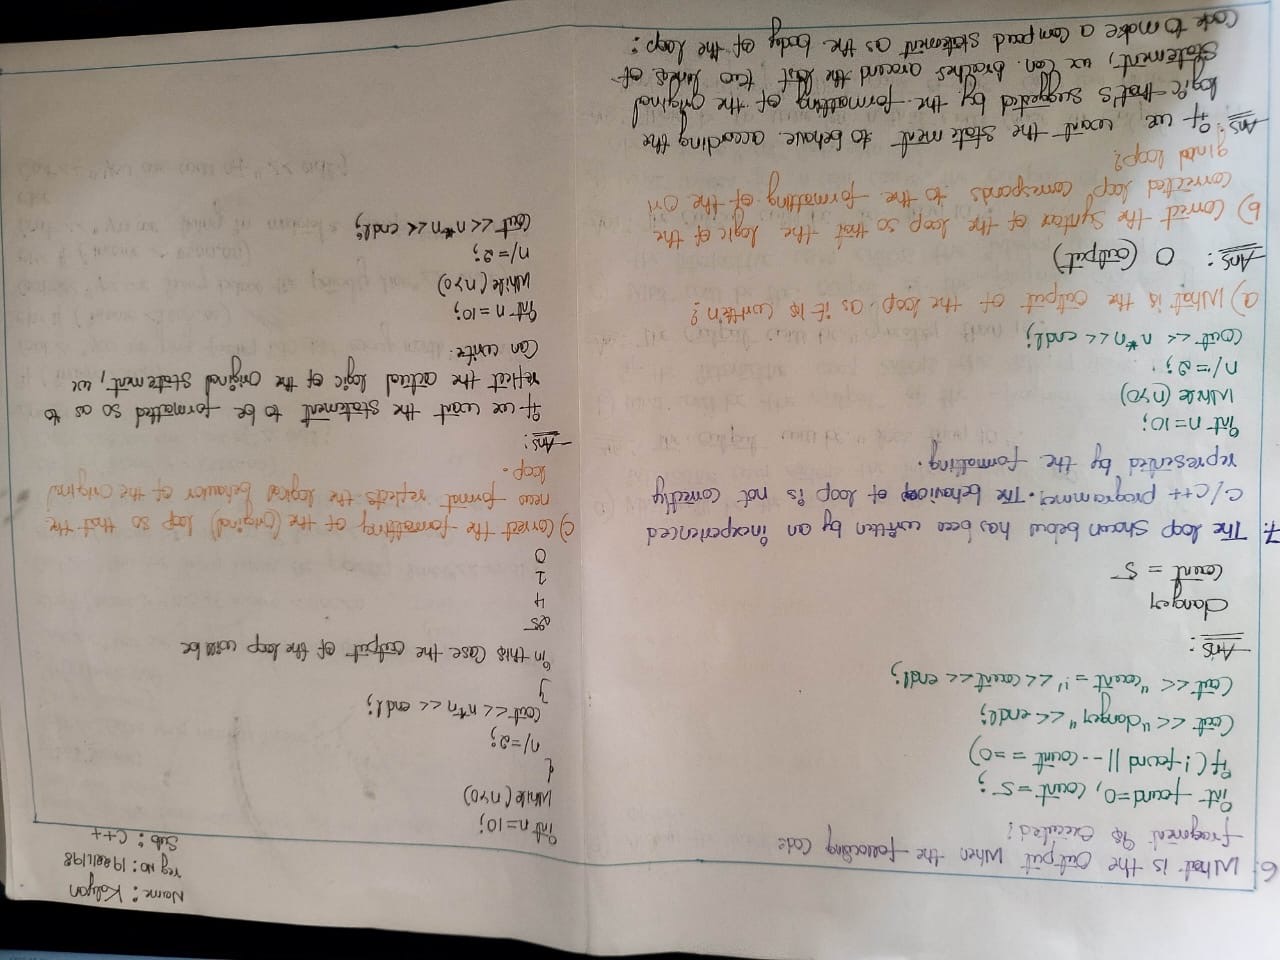 Name: Kalyan
reg No: 19BEI1198
Sub: C++
6. What is the output when the following code
fragment is executed?
int found=0, count=5;
if(!found || --count ==0)
cout << "danger" << endl;
cout << "count =" << count << endl;
Ans:
danger
count = 5
7. The loop shown below has been written by an inexperienced
C/C++ programmer. The behaviour of loop is not correctly
represented by the formatting.
int n=10;
while (n>0)
n/=2;
cout << n*n << endl;
a) What is the output of the loop as it is written?
Ans: 0 (output)
b) Correct the syntax of the loop so that the logic of the
corrected loop corresponds to the formatting of the ori
ginal loop?
Ans: If we want the statement to behave according the
logic that's suggested by the formatting of the original
statement, we can the last two lines of
code to make a compound statement as the body of the loop:
int n=10;
while (n>0)
{
n/=2;
cout << n*n << endl;
}
in this case the output of the loop will be
25
4
1
0
c) Correct the formatting of the (original) loop so that the
new format reflects the logical behavior of the original
loop.
Ans:
If we want the statement to be formatted so as to
reflect the actual logic of the original statement, we
can write:
int n=10;
while (n>0)
n/=2;
cout << n*n << endl;